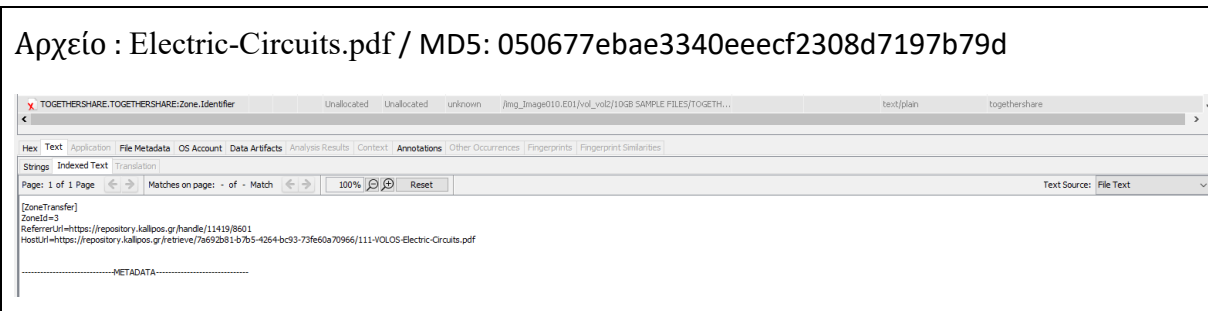 Αρχείο : Electric-Circuits.pdf / MD5: 050677ebae3340eeecf2308d7197b79d
TOGETHERSHARE.TOGETHERSHARE:Zone.Identifier Unallocated Unallocated unknown /img_Image010.E01/vol_vol2/10GB SAMPLE FILES/TOGETH... text/plain togethershare
Hex Text Application File Metadata OS Account Data Artifacts Analysis Results Context Annotations Other Occurrences Fingerprints Fingerprint Similarities
Strings Indexed Text Translation
Page: 1 of 1 Page Matches on page: - of - Match 100% Reset Text Source: File Text
[ZoneTransfer]
ZoneId=3
ReferrerUrl=https://repository.kallipos.gr/handle/11419/8601
HostUrl=https://repository.kallipos.gr/retrieve/7a692b81-b7b5-4264-bc93-73fe60a70966/111-VOLOS-Electric-Circuits.pdf
------------------------------METADATA------------------------------